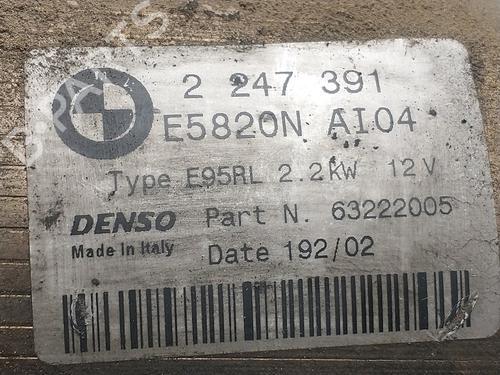 2 247 391
E5820N AI04
Type E95RL 2.2KW 12V
DENSO Part N. 63222005
Made In Italy Date 192/02